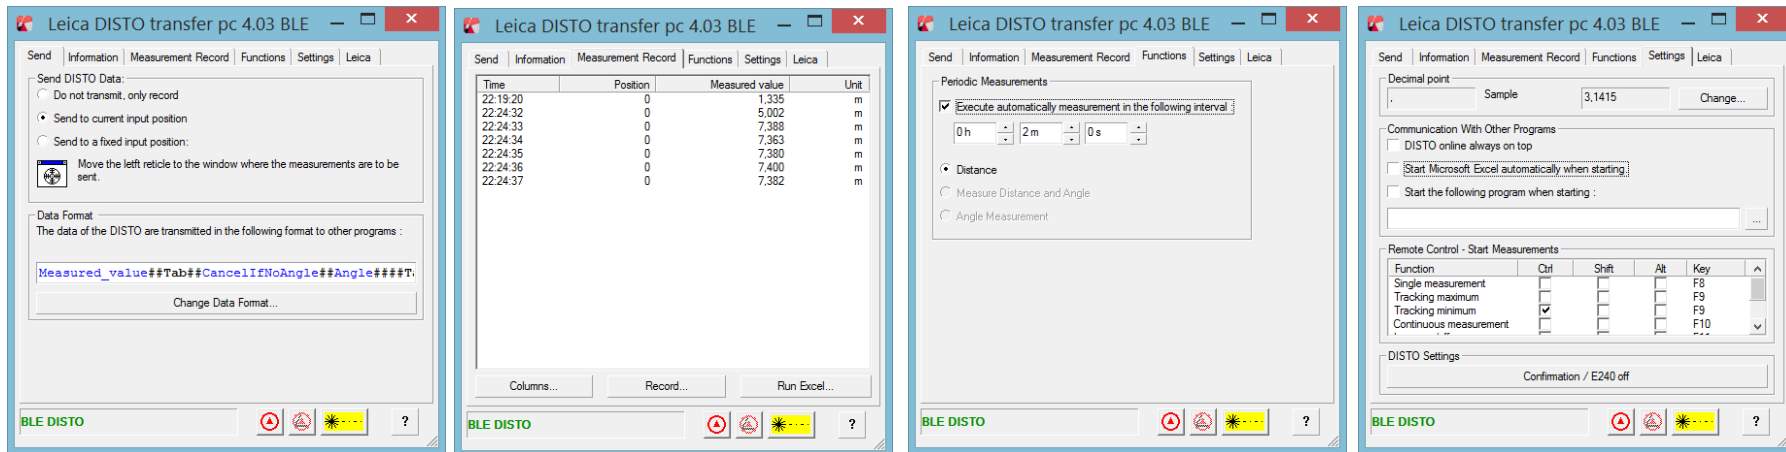 Leica DISTO transfer pc 4.03 BLE
Send Information Measurement Record Functions Settings Leica
Send DISTO Data:
Do not transmit, only record
Send to current input position
Send to a fixed input position:
Move the left reticle to the window where the measurements are to be
sent.
Data Format
The data of the DISTO are transmitted in the following format to other programs :
Measured_value##Tab##CancelIfNoAngle##Angle####T
Change Data Format...
BLE DISTO
?
Leica DISTO transfer pc 4.03 BLE
Send Information Measurement Record Functions Settings Leica
Time Position Measured value Unit
22:19:20 0 1,335 m
22:24:32 0 5,002 m
22:24:33 0 7,388 m
22:24:34 0 7,363 m
22:24:35 0 7,380 m
22:24:36 0 7,400 m
22:24:37 0 7,382 m
Columns... Record... Run Excel...
BLE DISTO
?
Leica DISTO transfer pc 4.03 BLE
Send Information Measurement Record Functions Settings Leica
Periodic Measurements
Execute automatically measurement in the following interval :
0 h 2 m 0 s
Distance
Measure Distance and Angle
Angle Measurement
BLE DISTO
?
Leica DISTO transfer pc 4.03 BLE
Send Information Measurement Record Functions Settings Leica
Decimal point
, Sample 3,1415 Change...
Communication With Other Programs
DISTO online always on top
Start Microsoft Excel automatically when starting.
Start the following program when starting :
...
Remote Control - Start Measurements
Function Ctrl Shift Alt Key
Single measurement F8
Tracking maximum F9
Tracking minimum F9
Continuous measurement F10
DISTO Settings
Confirmation / E240 off
BLE DISTO
?